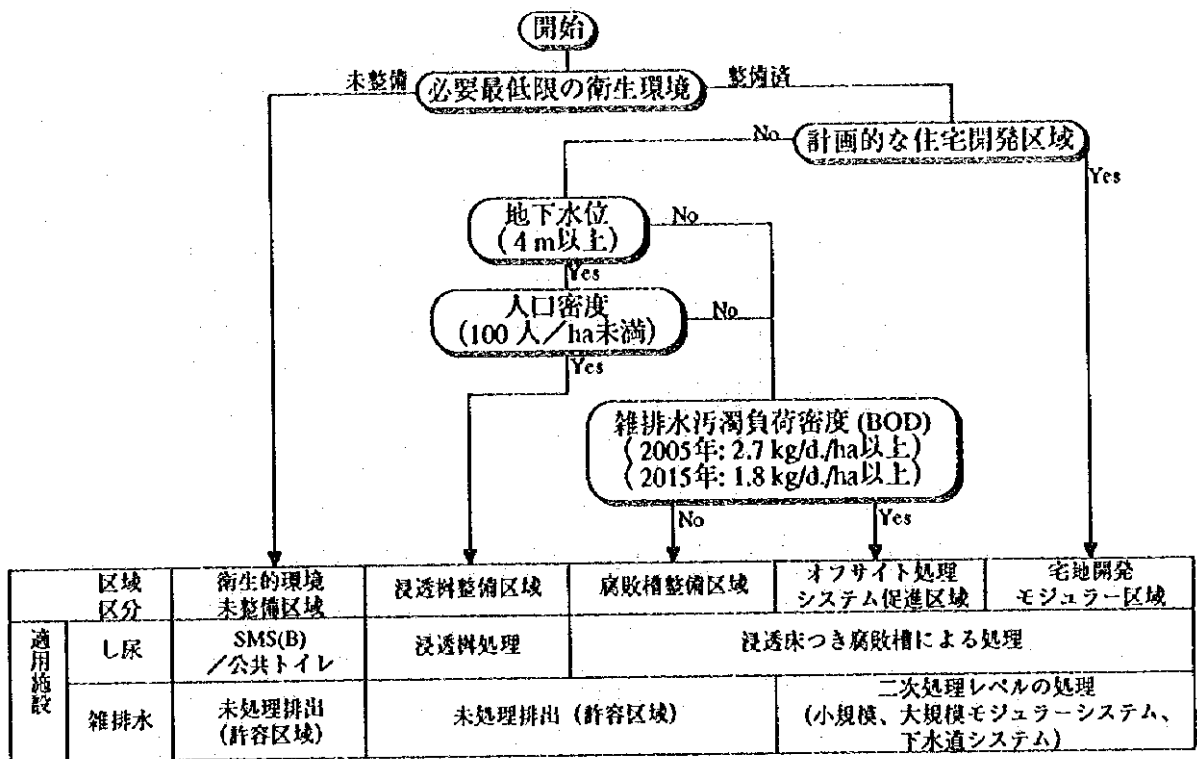 開始
未整備
必要最低限の衛生環境
整備済
No
計画的な住宅開発区域
Yes
地下水位
(4 m以上)
No
Yes
人口密度
(100 人/ha未満)
No
Yes
雑排水汚濁負荷密度 (BOD)
(2005年: 2.7 kg/d./ha以上)
(2015年: 1.8 kg/d./ha以上)
No
Yes
区域
区分
衛生的環境
未整備区域
浸透桝整備区域
腐敗槽整備区域
オフサイト処理
システム促進区域
宅地開発
モジュラー区域
適用施設
し尿
SMS(B)
/公共トイレ
浸透桝処理
浸透床つき腐敗槽による処理
雑排水
未処理排出
(許容区域)
未処理排出 (許容区域)
二次処理レベルの処理
(小規模、大規模モジュラーシステム、
下水道システム)